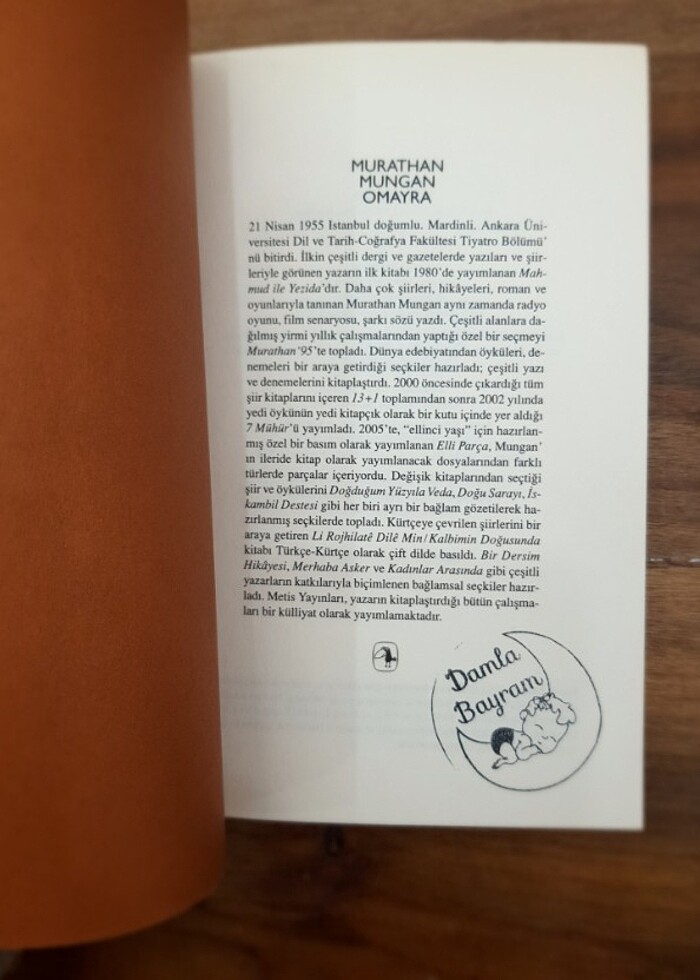 MURATHAN
MUNGAN
OMAYRA
21 Nisan 1955 İstanbul doğumlu. Mardinli. Ankara Üni-
versitesi Dil ve Tarih-Coğrafya Fakültesi Tiyatro Bölümü'
nü bitirdi. İlkin çeşitli dergi ve gazetelerde yazıları ve şiir-
leriyle görünen yazarın ilk kitabı 1980'de yayımlanan Mah-
mud ile Yezida'dır. Daha çok şiirleri, hikâyeleri, roman ve
oyunlarıyla tanınan Murathan Mungan aynı zamanda radyo
oyunu, film senaryosu, şarkı sözü yazdı. Çeşitli alanlara da-
ğılmış yirmi yıllık çalışmalarından yaptığı özel bir seçmeyi
Murathan '95'te topladı. Dünya edebiyatından öyküleri, de-
nemeleri bir araya getirdiği seçkiler hazırladı; çeşitli yazı
ve denemelerini kitaplaştırdı. 2000 öncesinde çıkardığı tüm
şiir kitaplarını içeren 13+1 toplamından sonra 2002 yılında
yedi öykünün yedi kitapçık olarak bir kutu içinde yer aldığı
7 Mühür'ü yayımladı. 2005'te, "ellinci yaşı" için hazırlan-
mış özel bir basım olarak yayımlanan Elli Parça, Mungan'
ın ileride kitap olarak yayımlanacak dosyalarından farklı
türlerde parçalar içeriyordu. Değişik kitaplarından seçtiği
şiir ve öykülerini Doğduğum Yüzyıla Veda, Doğu Sarayı, İs-
kambil Destesi gibi her biri ayrı bir bağlam gözetilerek ha-
zırlanmış seçkilerde topladı. Kürtçeye çevrilen şiirlerini bir
araya getiren Li Rojhilatê Dilê Min/ Kalbimin Doğusunda
kitabı Türkçe-Kürtçe olarak çift dilde basıldı. Bir Dersim
Hikâyesi, Merhaba Asker ve Kadınlar Arasında gibi çeşitli
yazarların katkılarıyla biçimlenen bağlamsal seçkiler hazır-
ladı. Metis Yayınları, yazarın kitaplaştırdığı bütün çalışma-
ları bir külliyat olarak yayımlamaktadır.
Damla
Bayram